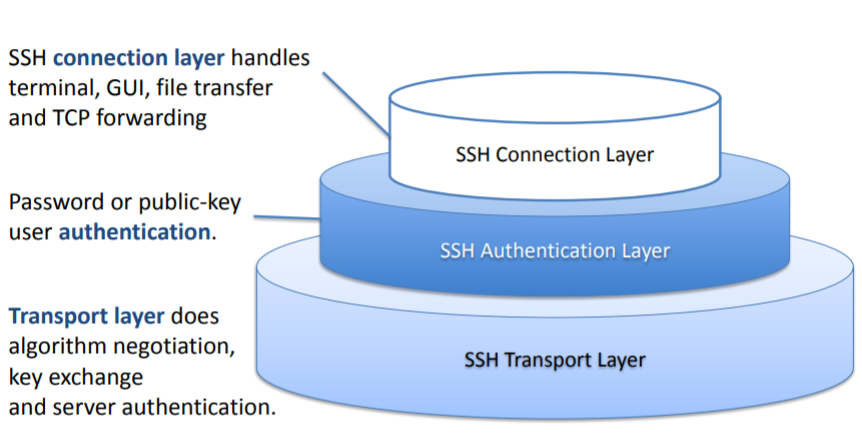 SSH connection layer handles
terminal, GUI, file transfer
and TCP forwarding
SSH Connection Layer
Password or public-key
user authentication.
SSH Authentication Layer
Transport layer does
algorithm negotiation,
key exchange
and server authentication.
SSH Transport Layer